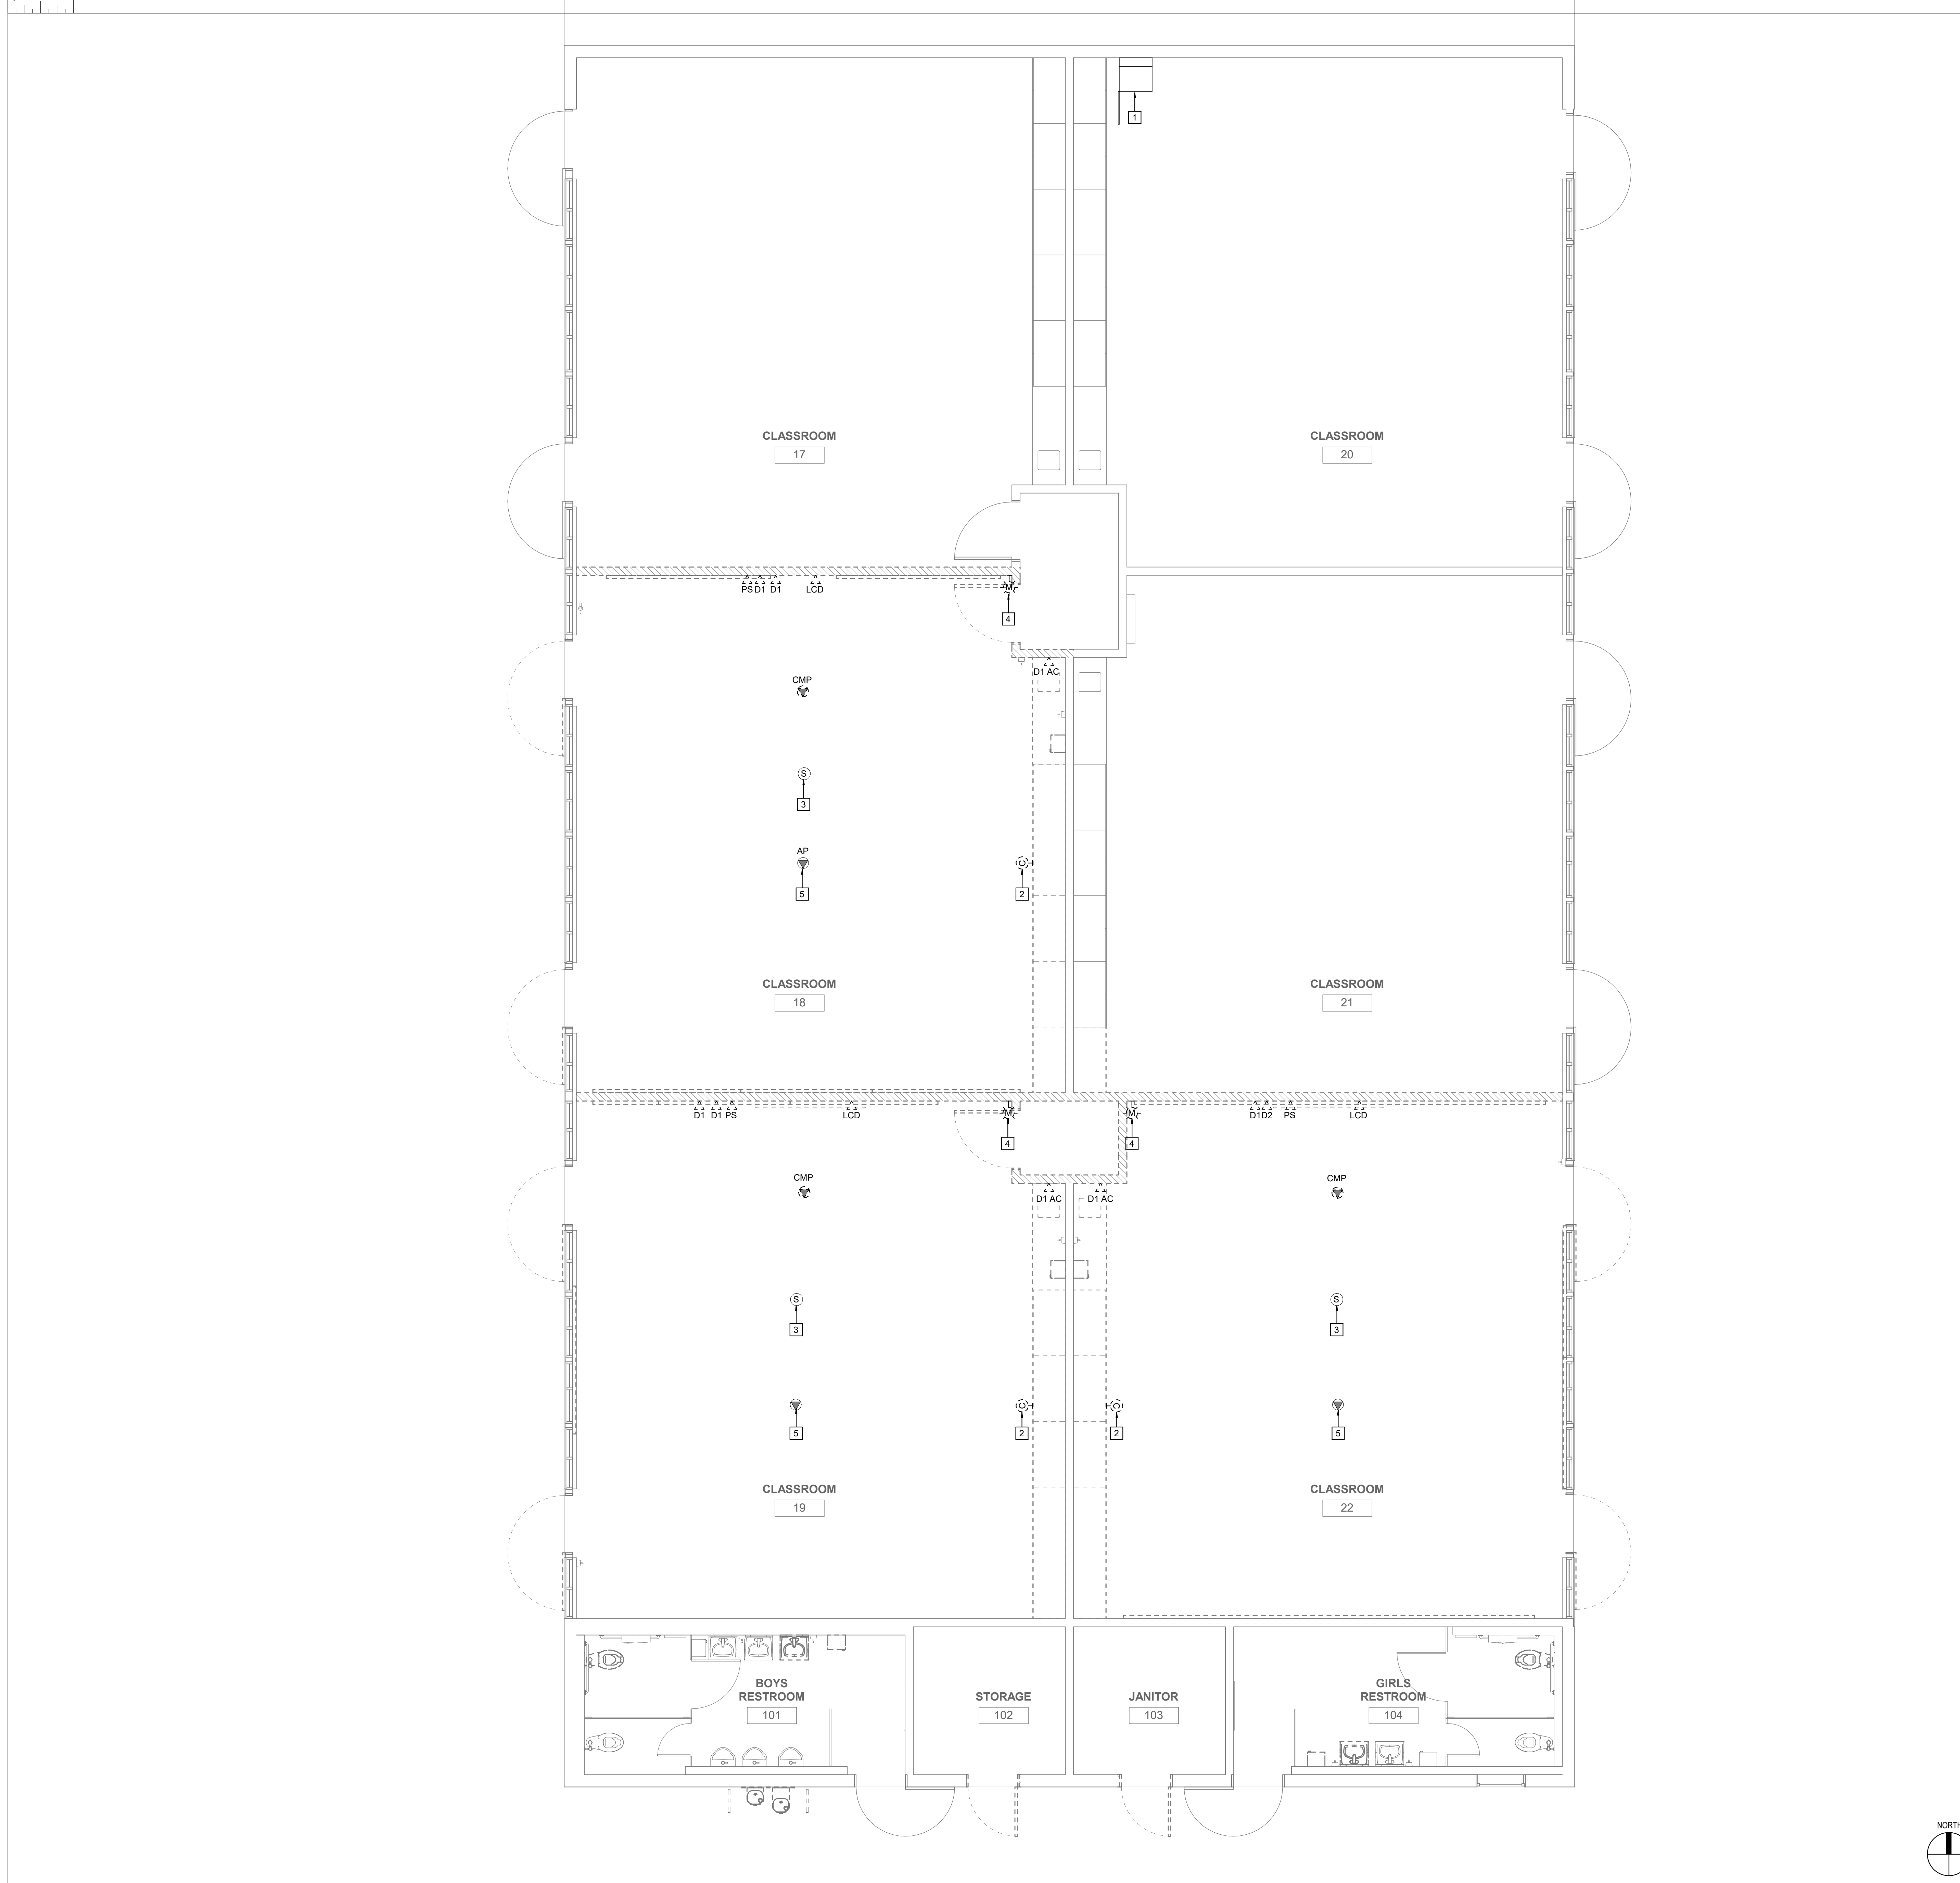 1
CLASSROOM
17
CLASSROOM
20
PS D1 D1 LCD
M
4
D1 AC
CMP
S
3
AP
5
C
2
CLASSROOM
18
CLASSROOM
21
D1 D1 PS LCD
M
4
M
4
D1 D2 PS LCD
CMP
D1 AC
D1 AC
CMP
S
3
S
3
5
C
2
C
2
5
CLASSROOM
19
CLASSROOM
22
BOYS
RESTROOM
101
STORAGE
102
JANITOR
103
GIRLS
RESTROOM
104
NORTH